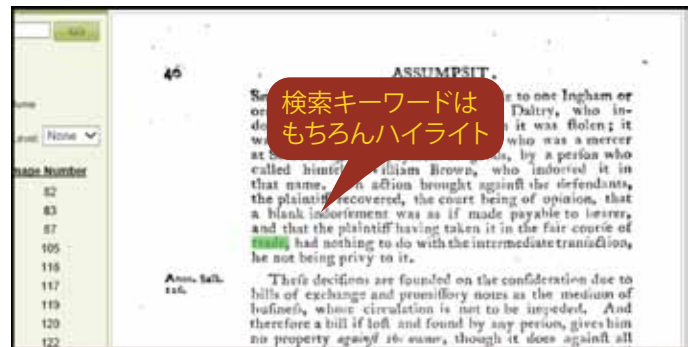 GO
Name
Level: None
Image Number
82
83
87
105
116
117
119
120
122
検索キーワードは
もちろんハイライト
46 ASSUMPSIT.
e to one Ingham or
Daltry, who in-
it was ſtolen; it
who was a mercer
at by a perſon who
called himſelf William Brown, who indorſed it in
that name. action brought againſt the defendants,
the plaintiff recovered, the court being of opinion, that
a blank indorſement was as if made payable to bearer,
and that the plaintiff having taken it in the fair courſe of
trade, had nothing to do with the intermediate tranſaction,
he not being privy to it.
Anon. Salk.
126.
Theſe deciſions are founded on the conſideration due to
bills of exchange and promiſſory notes as the medium of
buſineſs, whoſe circulation is not to be impeded. And
therefore a bill if loſt and found by any perſon, gives him
no property againſt the owner, though it does againſt all